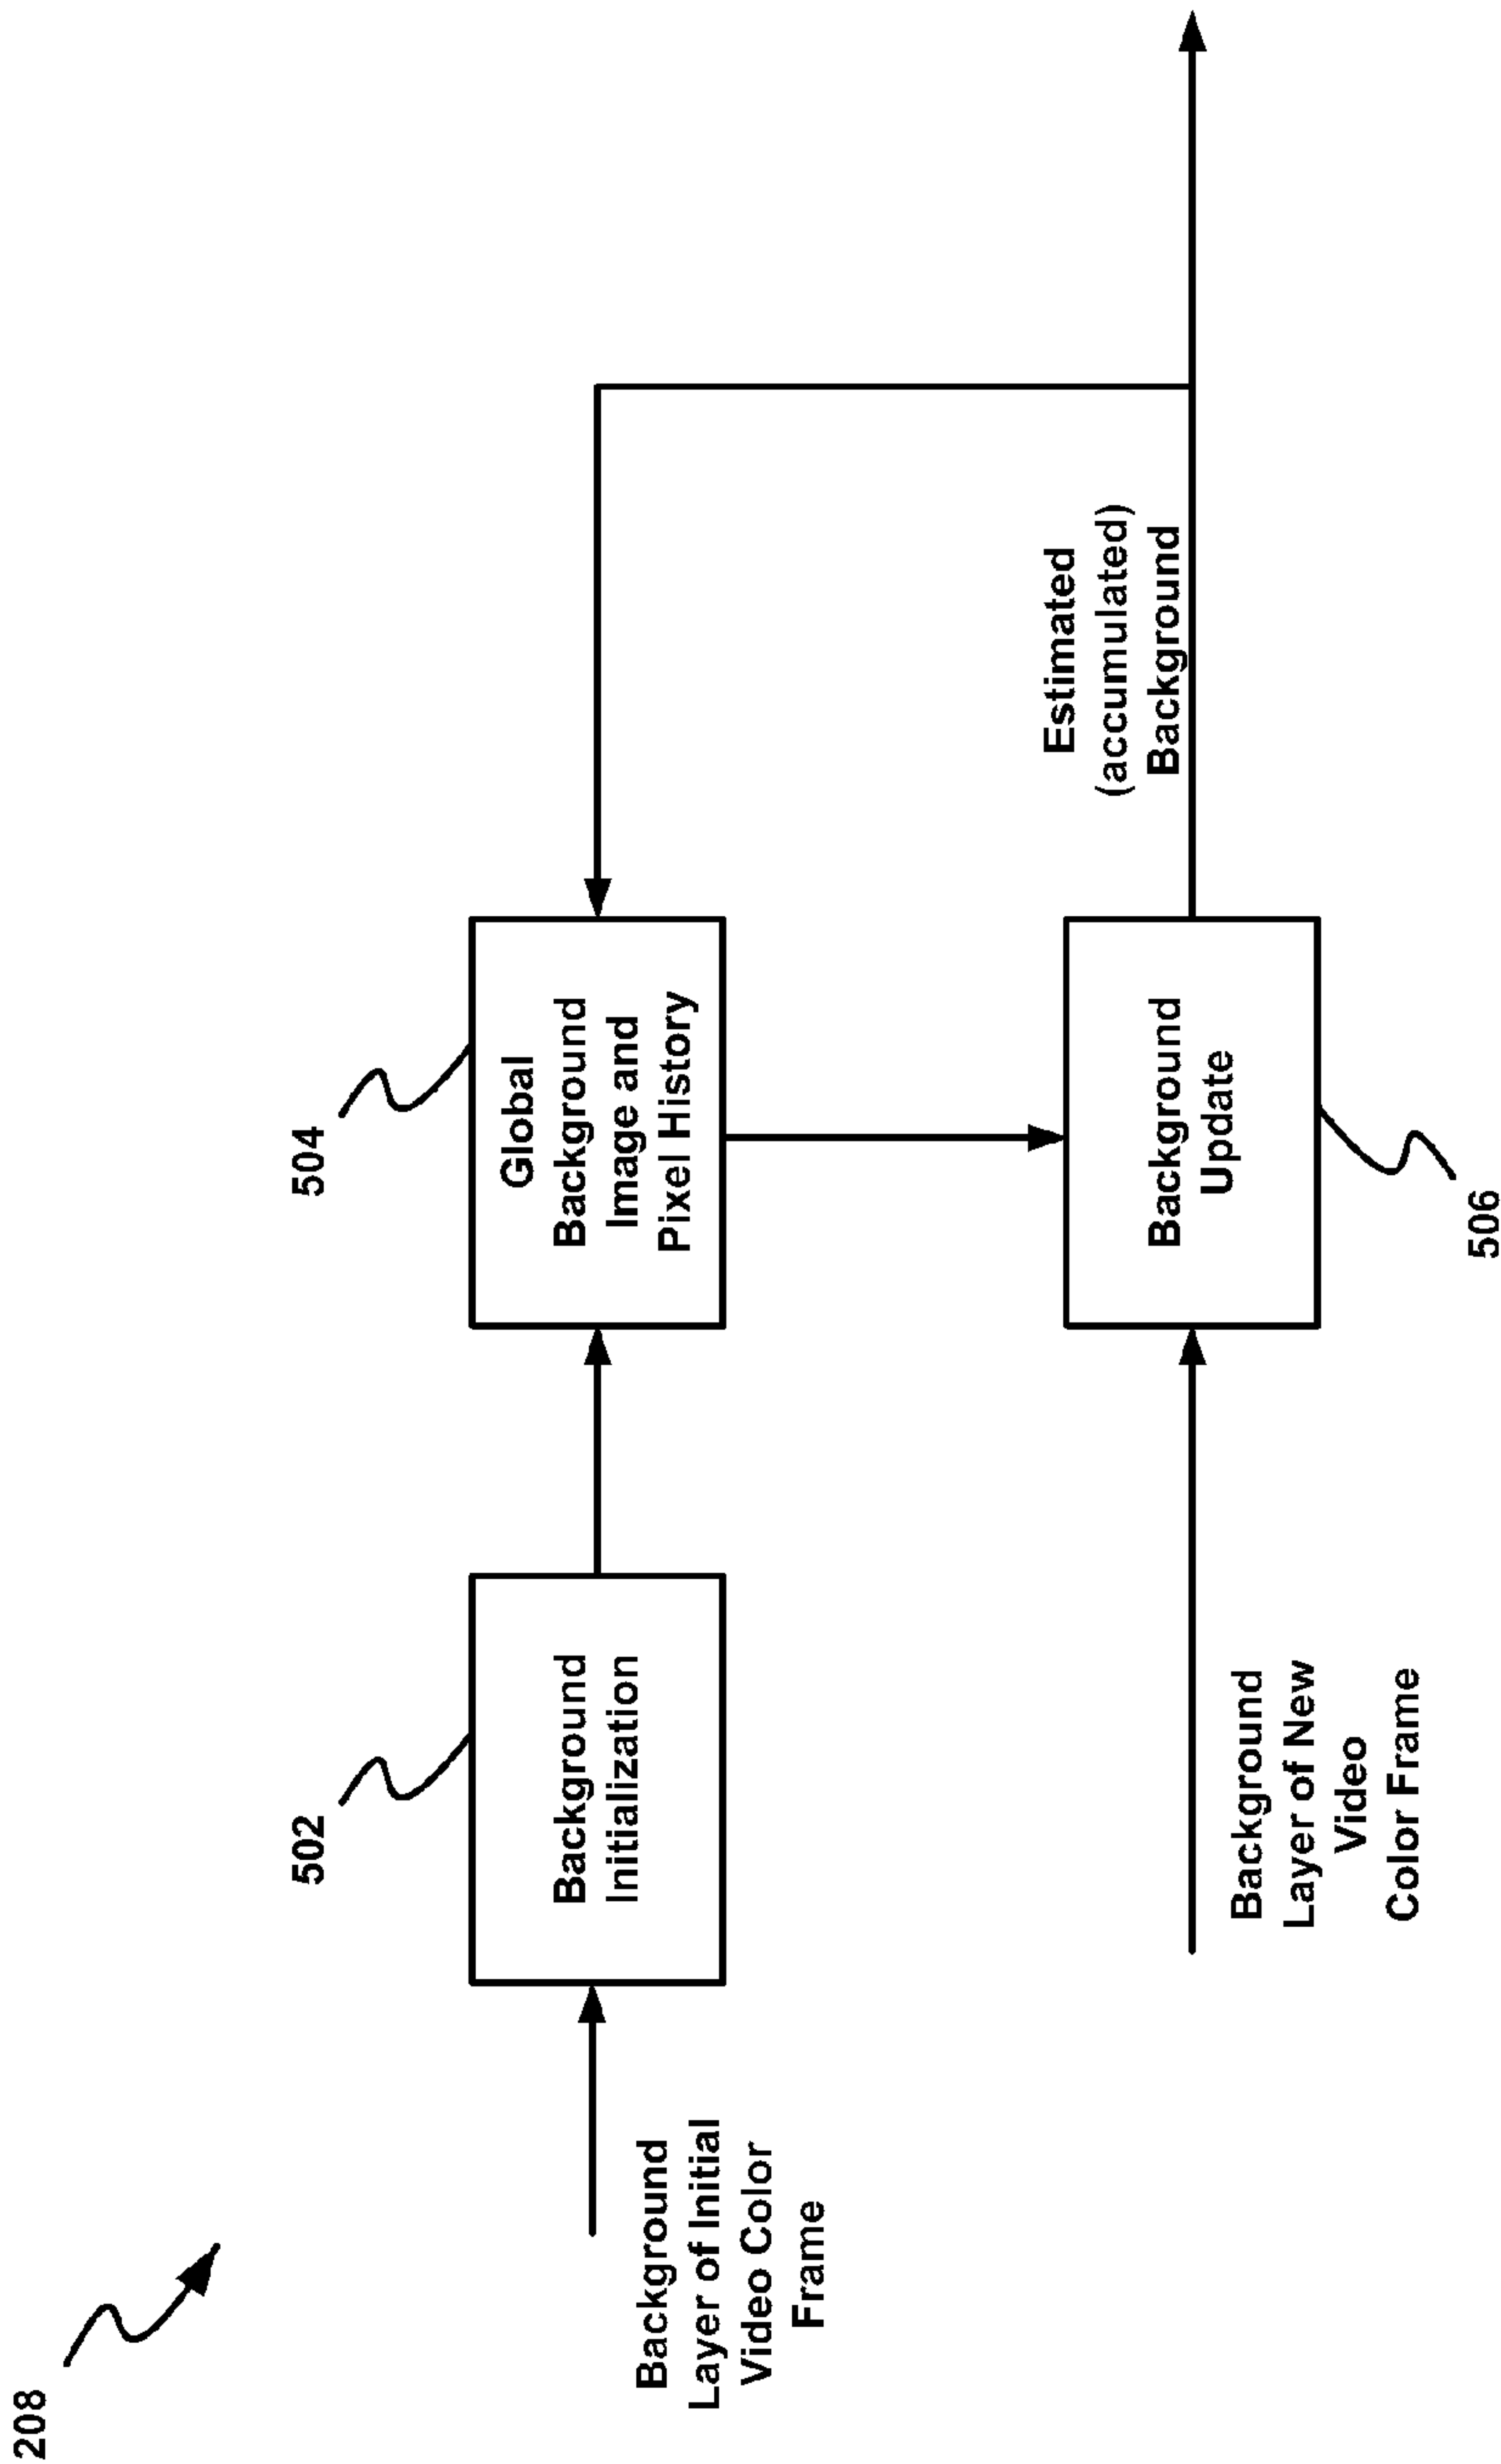 208
502
504
Background
Initialization
Global
Background
Image and
Pixel History
Background
Layer of Initial
Video Color
Frame
Estimated
(accumulated)
Background
Background
Update
Background
Layer of New
Video
Color Frame
506